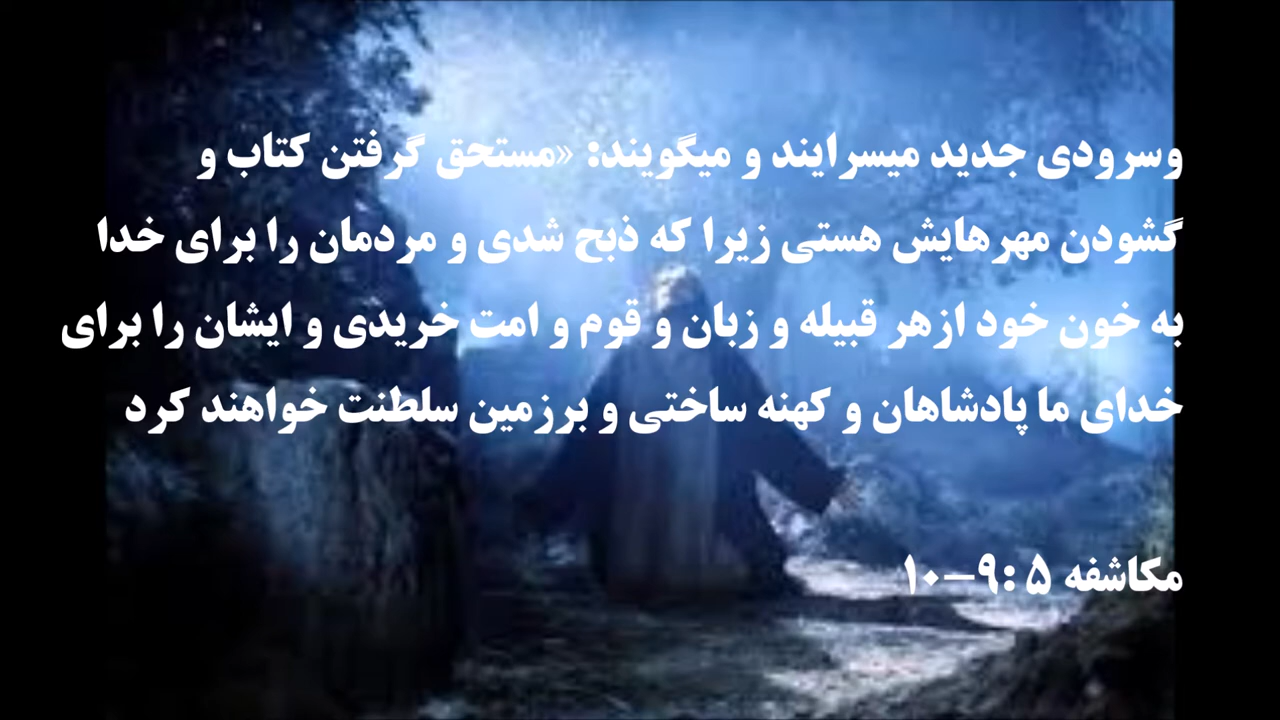 وسرودی جدید میسرایند و میگویند: «مستحق گرفتن کتاب و
گشودن مهرهایش هستی زیرا که ذبح شدی و مردمان را برای خدا
به خون خود ازهر قبیله و زبان و قوم و امت خریدی و ایشان را برای
خدای ما پادشاهان و کهنه ساختی و برزمین سلطنت خواهند کرد
مکاشفه ۵ :۹–۱۰